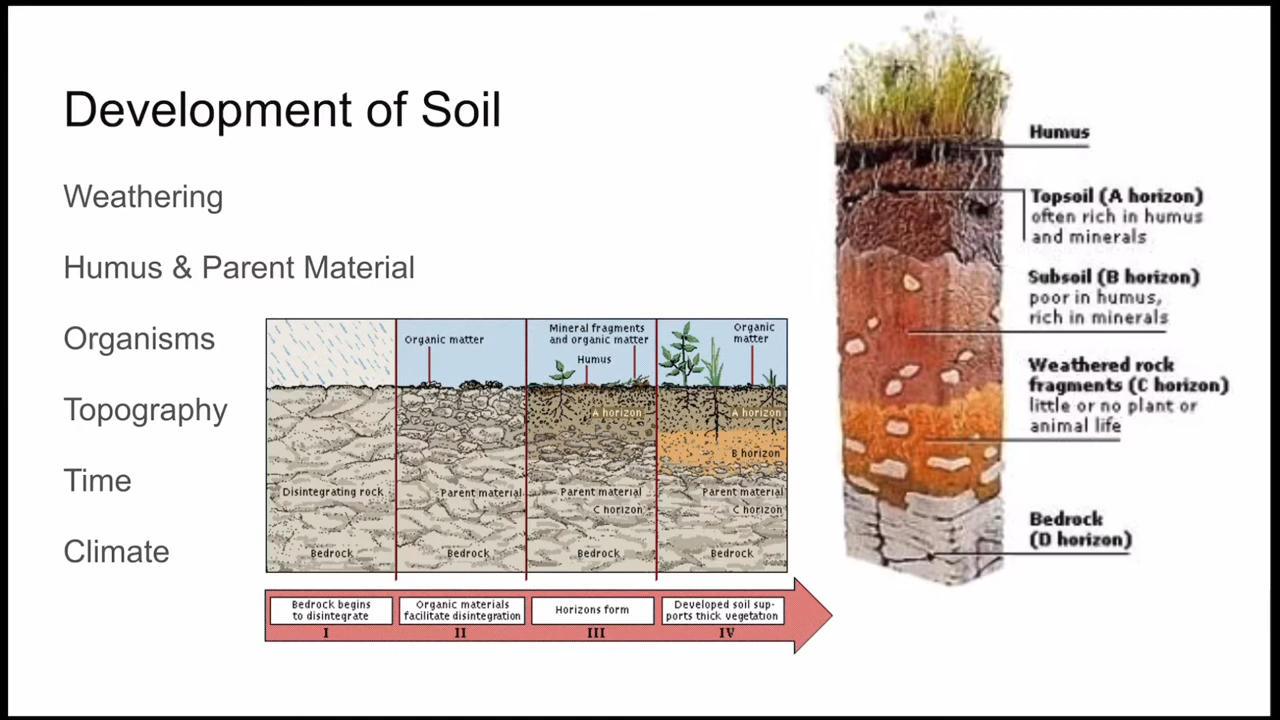 Development of Soil
Weathering
Humus & Parent Material
Organisms
Topography
Time
Climate
Organic matter
Mineral fragments
and organic matter
Humus
Organic
matter
A horizon
A horizon
B horizon
Disintegrating rock
Parent material
Parent material
Parent material
C horizon
C horizon
Bedrock
Bedrock
Bedrock
Bedrock
Bedrock begins
to disintegrate
I
Organic materials
facilitate disintegration
II
Horizons form
III
Developed soil sup-
ports thick vegetation
IV
Humus
Topsoil (A horizon)
often rich in humus
and minerals
Subsoil (B horizon)
poor in humus,
rich in minerals
Weathered rock
fragments (C horizon)
little or no plant or
animal life
Bedrock
(D horizon)